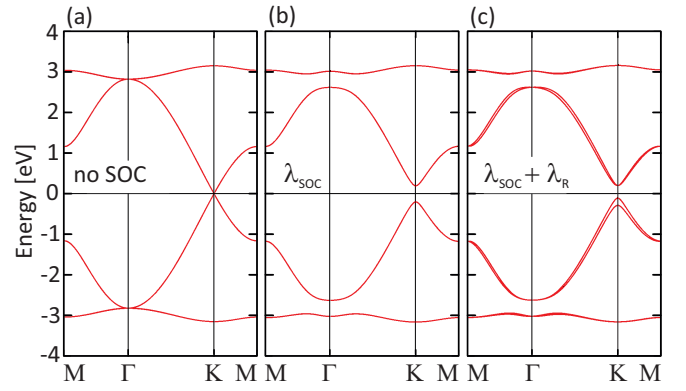 (a) (b) (c)
Energy [eV]
4
3
2
1
0
-1
-2
-3
-4
no SOC
λSOC
λSOC + λR
M Γ K M
M Γ K M
M Γ K M